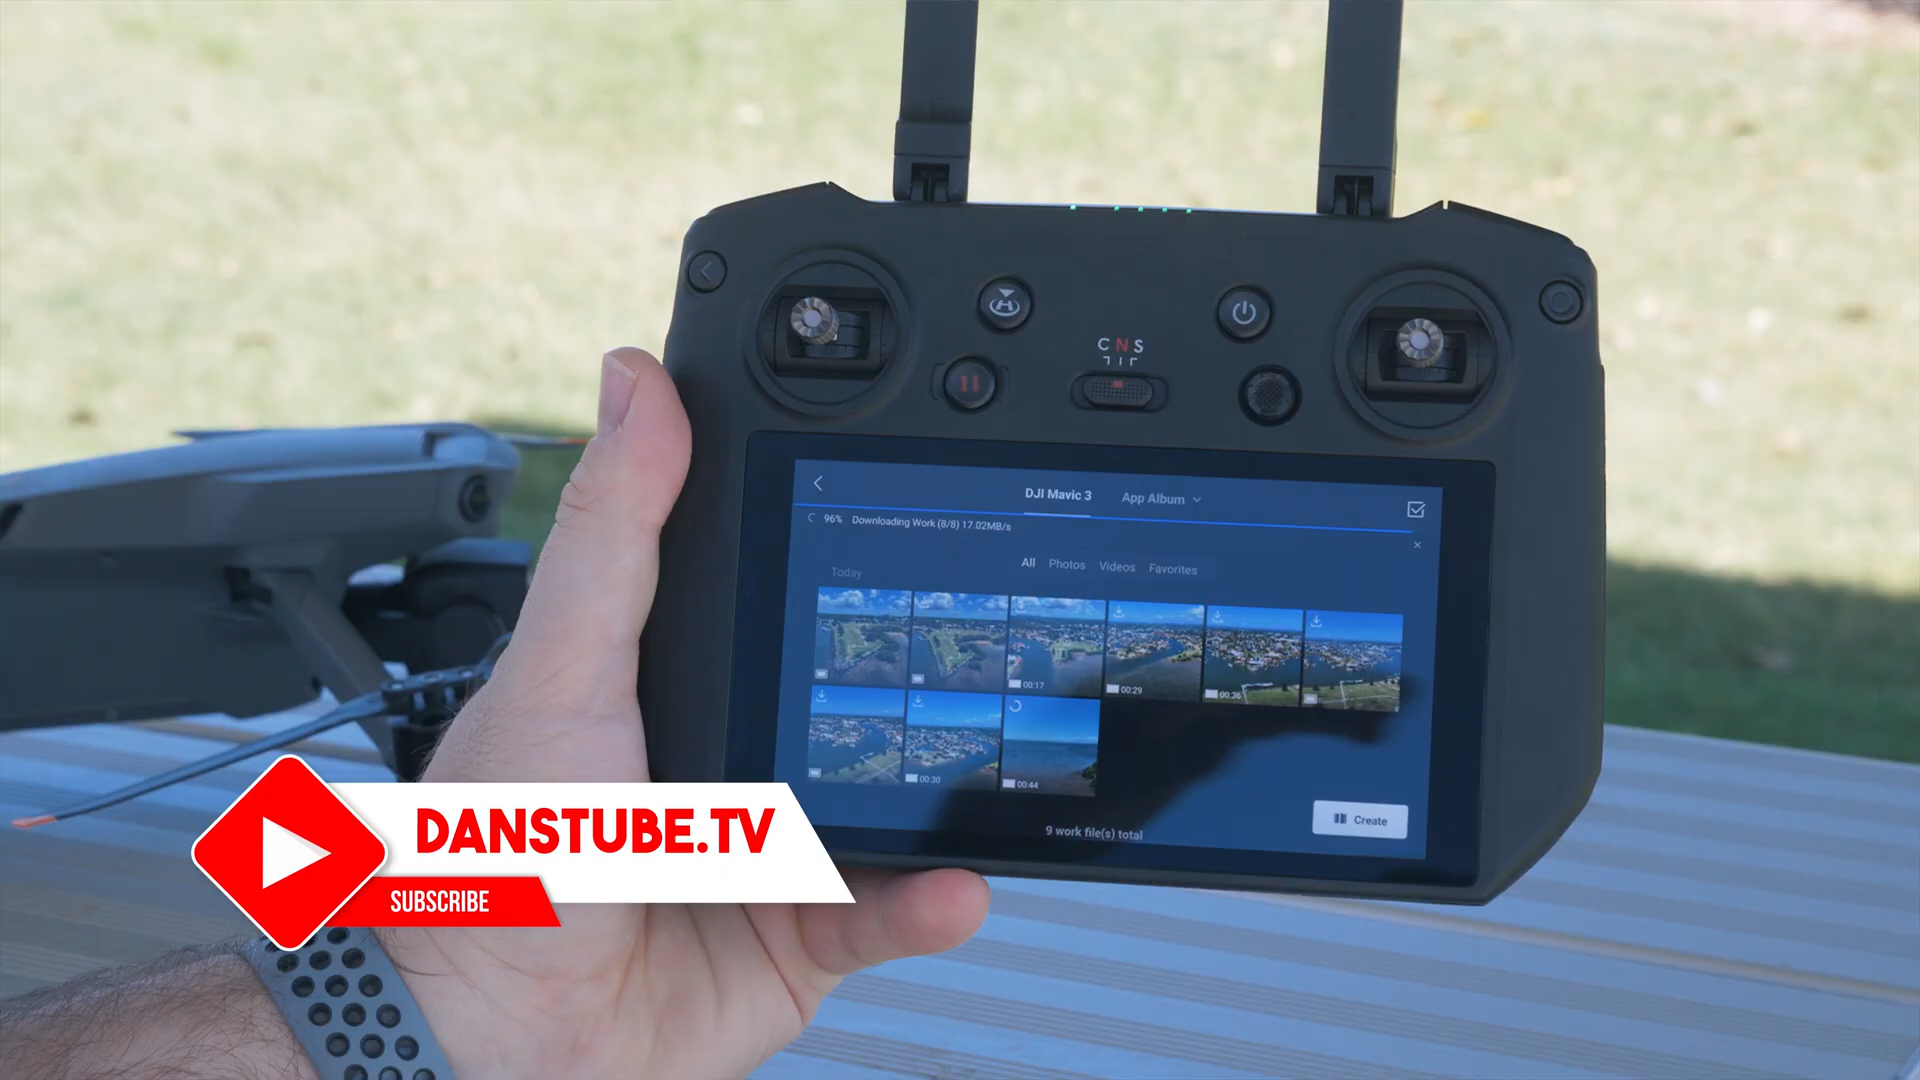 C N S
DJI Mavic 3 App Album
96% Downloading Work (8/8) 17.02MB/s
All Photos Videos Favorites
Today
00:17
00:29
00:36
00:30
00:44
9 work file(s) total
Create
DANSTUBE.TV
SUBSCRIBE